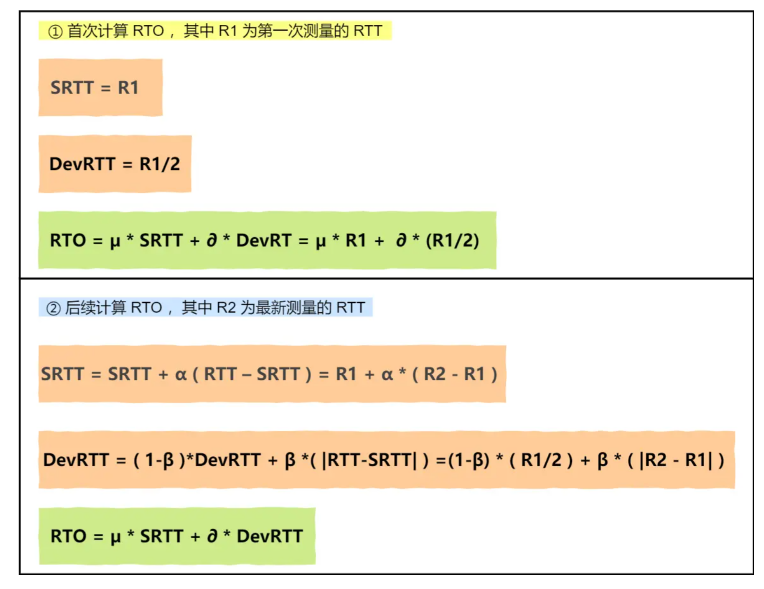 ① 首次计算 RTO ，其中 R1 为第一次测量的 RTT
SRTT = R1
DevRTT = R1/2
RTO = µ * SRTT + ∂ * DevRT = µ * R1 + ∂ * (R1/2)
② 后续计算 RTO ，其中 R2 为最新测量的 RTT
SRTT = SRTT + α ( RTT – SRTT ) = R1 + α * ( R2 - R1 )
DevRTT = ( 1-β )*DevRTT + β *( |RTT-SRTT| ) =(1-β) * ( R1/2 ) + β * ( |R2 - R1| )
RTO = µ * SRTT + ∂ * DevRTT